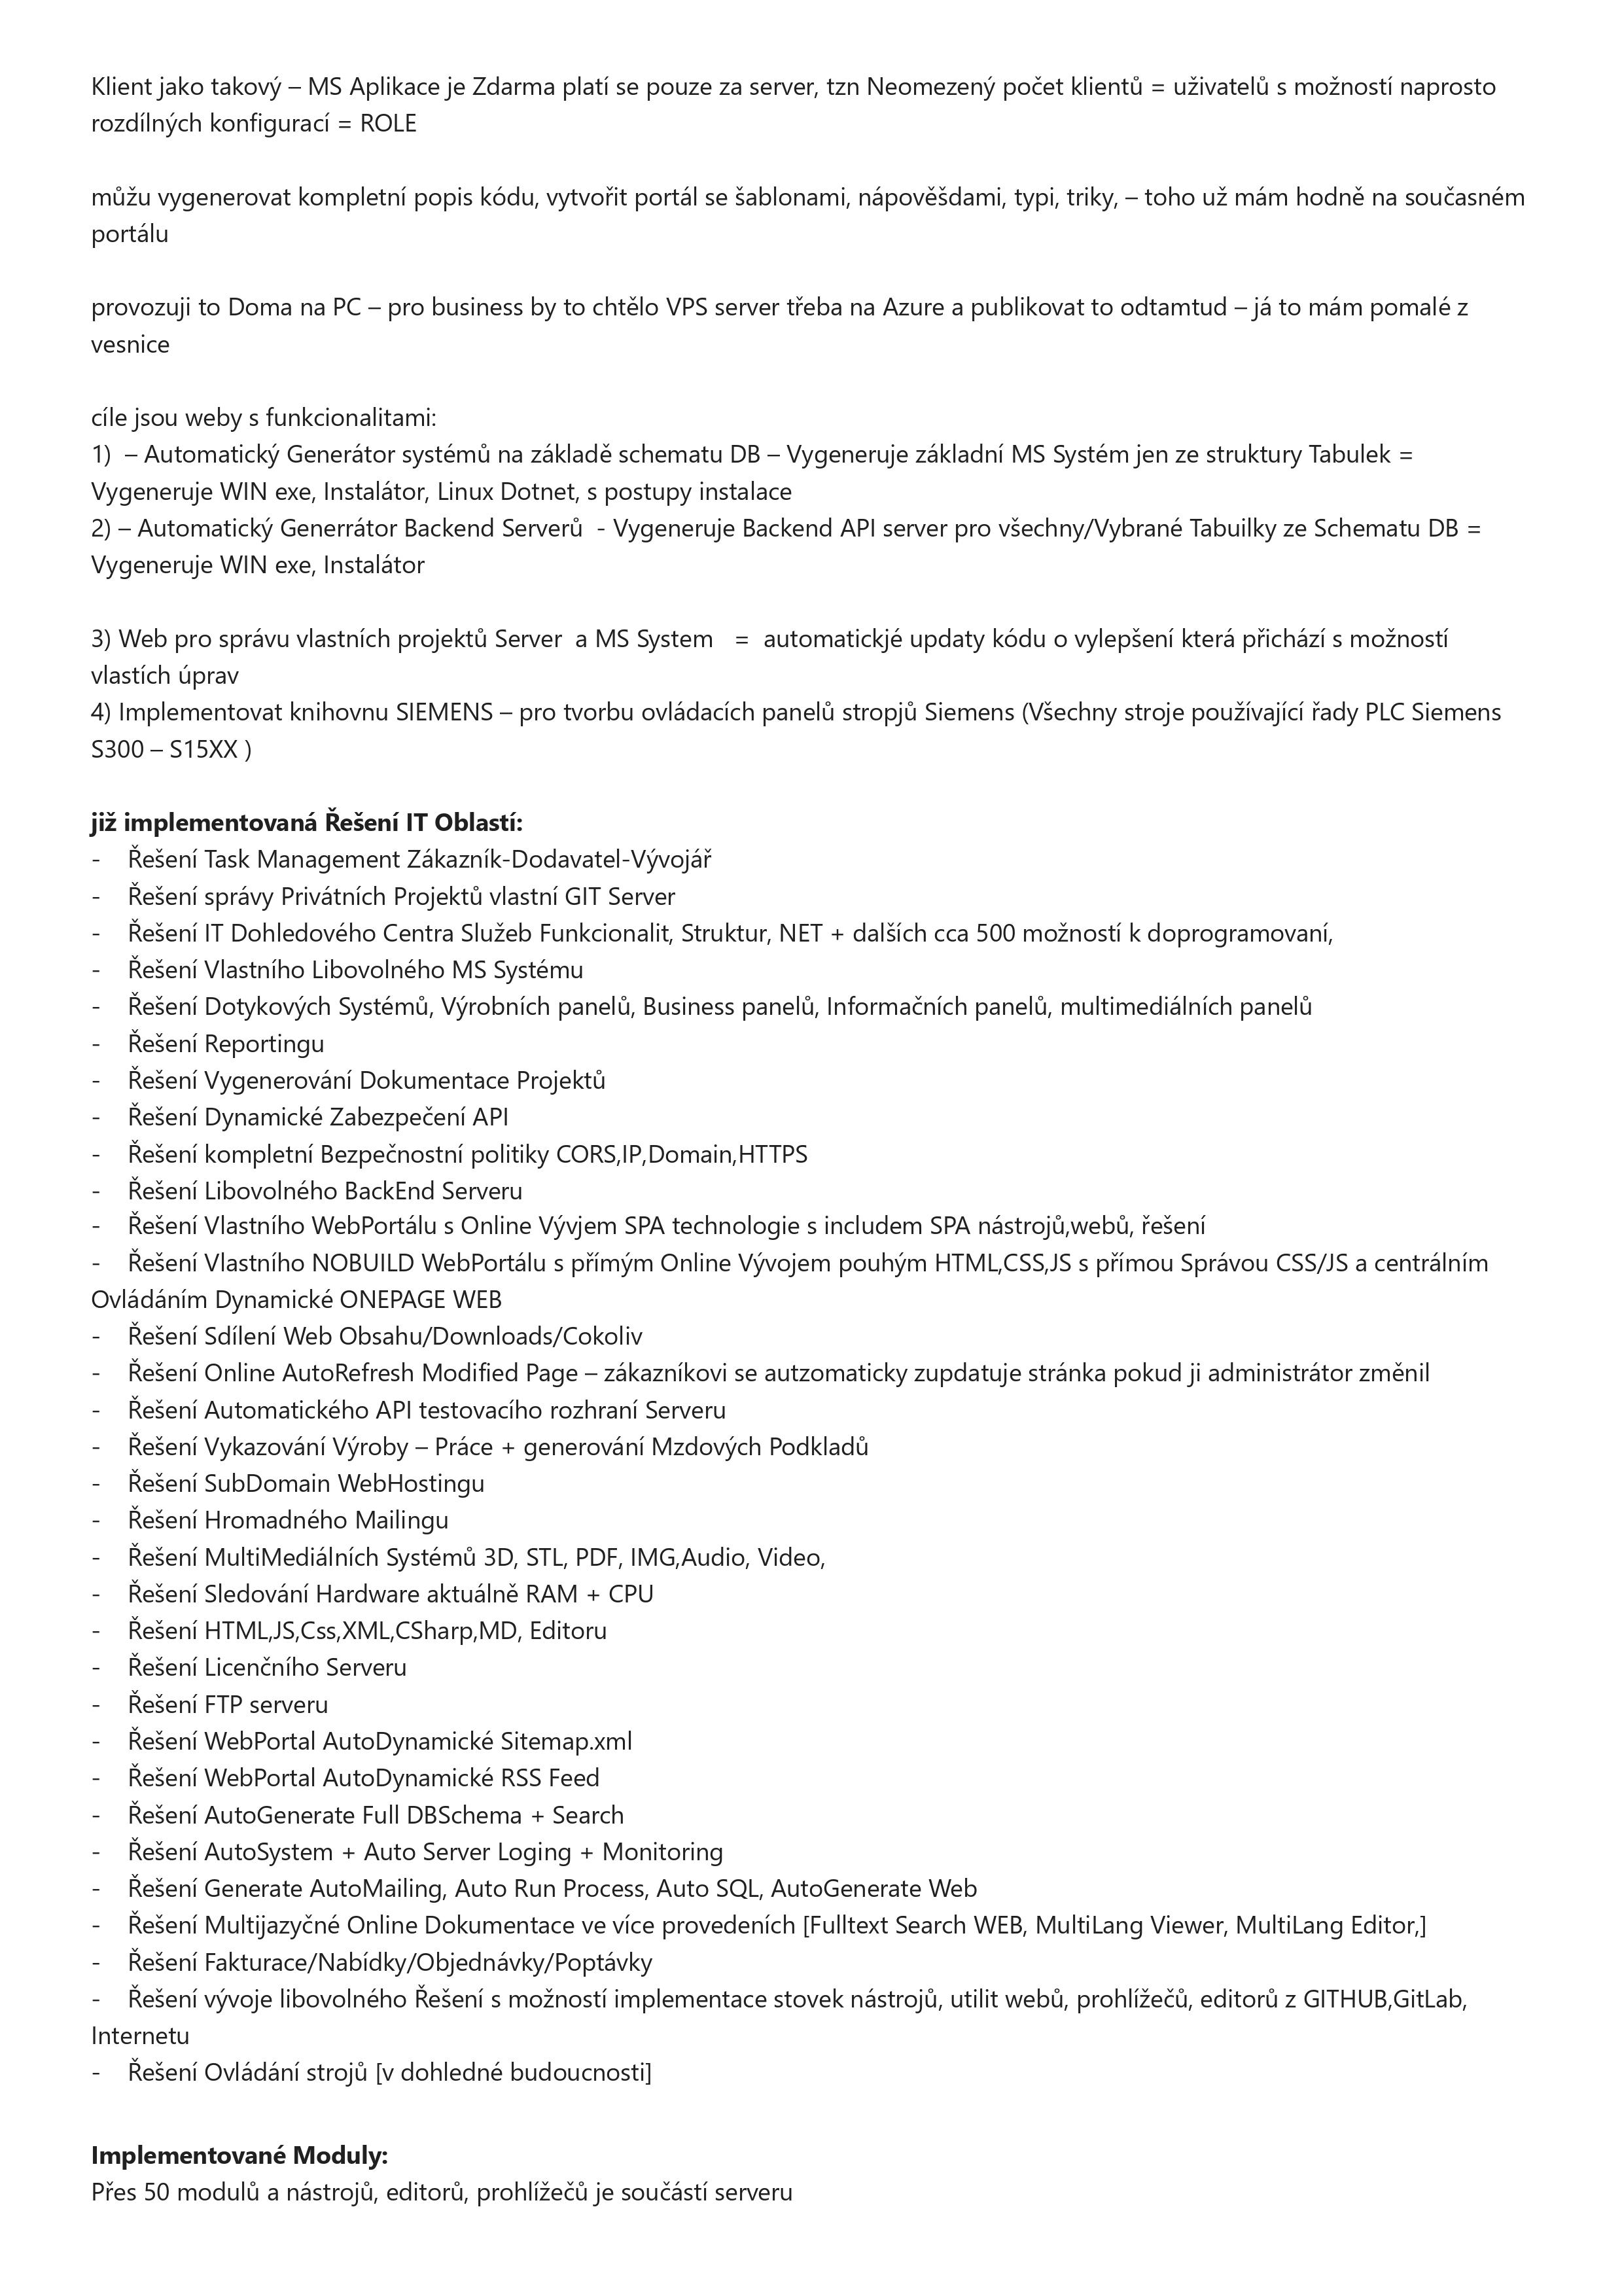 Klient jako takový – MS Aplikace je Zdarma platí se pouze za server, tzn Neomezený počet klientů = uživatelů s možností naprosto
rozdílných konfigurací = ROLE
můžu vygenerovat kompletní popis kódu, vytvořit portál se šablonami, nápověšdami, typi, triky, – toho už mám hodně na současném
portálu
provozuji to Doma na PC – pro business by to chtělo VPS server třeba na Azure a publikovat to odtamtud – já to mám pomalé z
vesnice
cíle jsou weby s funkcionalitami:
1)  – Automatický Generátor systémů na základě schematu DB – Vygeneruje základní MS Systém jen ze struktury Tabulek =
Vygeneruje WIN exe, Instalátor, Linux Dotnet, s postupy instalace
2) – Automatický Generrátor Backend Serverů  - Vygeneruje Backend API server pro všechny/Vybrané Tabuilky ze Schematu DB =
Vygeneruje WIN exe, Instalátor
3) Web pro správu vlastních projektů Server  a MS System   =  automatickjé updaty kódu o vylepšení která přichází s možností
vlastích úprav
4) Implementovat knihovnu SIEMENS – pro tvorbu ovládacích panelů stropjů Siemens (Všechny stroje používající řady PLC Siemens
S300 – S15XX )
již implementovaná Řešení IT Oblastí:
- Řešení Task Management Zákazník-Dodavatel-Vývojář
- Řešení správy Privátních Projektů vlastní GIT Server
- Řešení IT Dohledového Centra Služeb Funkcionalit, Struktur, NET + dalších cca 500 možností k doprogramovaní,
- Řešení Vlastního Libovolného MS Systému
- Řešení Dotykových Systémů, Výrobních panelů, Business panelů, Informačních panelů, multimediálních panelů
- Řešení Reportingu
- Řešení Vygenerování Dokumentace Projektů
- Řešení Dynamické Zabezpečení API
- Řešení kompletní Bezpečnostní politiky CORS,IP,Domain,HTTPS
- Řešení Libovolného BackEnd Serveru
- Řešení Vlastního WebPortálu s Online Vývjem SPA technologie s includem SPA nástrojů,webů, řešení
- Řešení Vlastního NOBUILD WebPortálu s přímým Online Vývojem pouhým HTML,CSS,JS s přímou Správou CSS/JS a centrálním
Ovládáním Dynamické ONEPAGE WEB
- Řešení Sdílení Web Obsahu/Downloads/Cokoliv
- Řešení Online AutoRefresh Modified Page – zákazníkovi se autzomaticky zupdatuje stránka pokud ji administrátor změnil
- Řešení Automatického API testovacího rozhraní Serveru
- Řešení Vykazování Výroby – Práce + generování Mzdových Podkladů
- Řešení SubDomain WebHostingu
- Řešení Hromadného Mailingu
- Řešení MultiMediálních Systémů 3D, STL, PDF, IMG,Audio, Video,
- Řešení Sledování Hardware aktuálně RAM + CPU
- Řešení HTML,JS,Css,XML,CSharp,MD, Editoru
- Řešení Licenčního Serveru
- Řešení FTP serveru
- Řešení WebPortal AutoDynamické Sitemap.xml
- Řešení WebPortal AutoDynamické RSS Feed
- Řešení AutoGenerate Full DBSchema + Search
- Řešení AutoSystem + Auto Server Loging + Monitoring
- Řešení Generate AutoMailing, Auto Run Process, Auto SQL, AutoGenerate Web
- Řešení Multijazyčné Online Dokumentace ve více provedeních [Fulltext Search WEB, MultiLang Viewer, MultiLang Editor,]
- Řešení Fakturace/Nabídky/Objednávky/Poptávky
- Řešení vývoje libovolného Řešení s možností implementace stovek nástrojů, utilit webů, prohlížečů, editorů z GITHUB,GitLab,
Internetu
- Řešení Ovládání strojů [v dohledné budoucnosti]
Implementované Moduly:
Přes 50 modulů a nástrojů, editorů, prohlížečů je součástí serveru